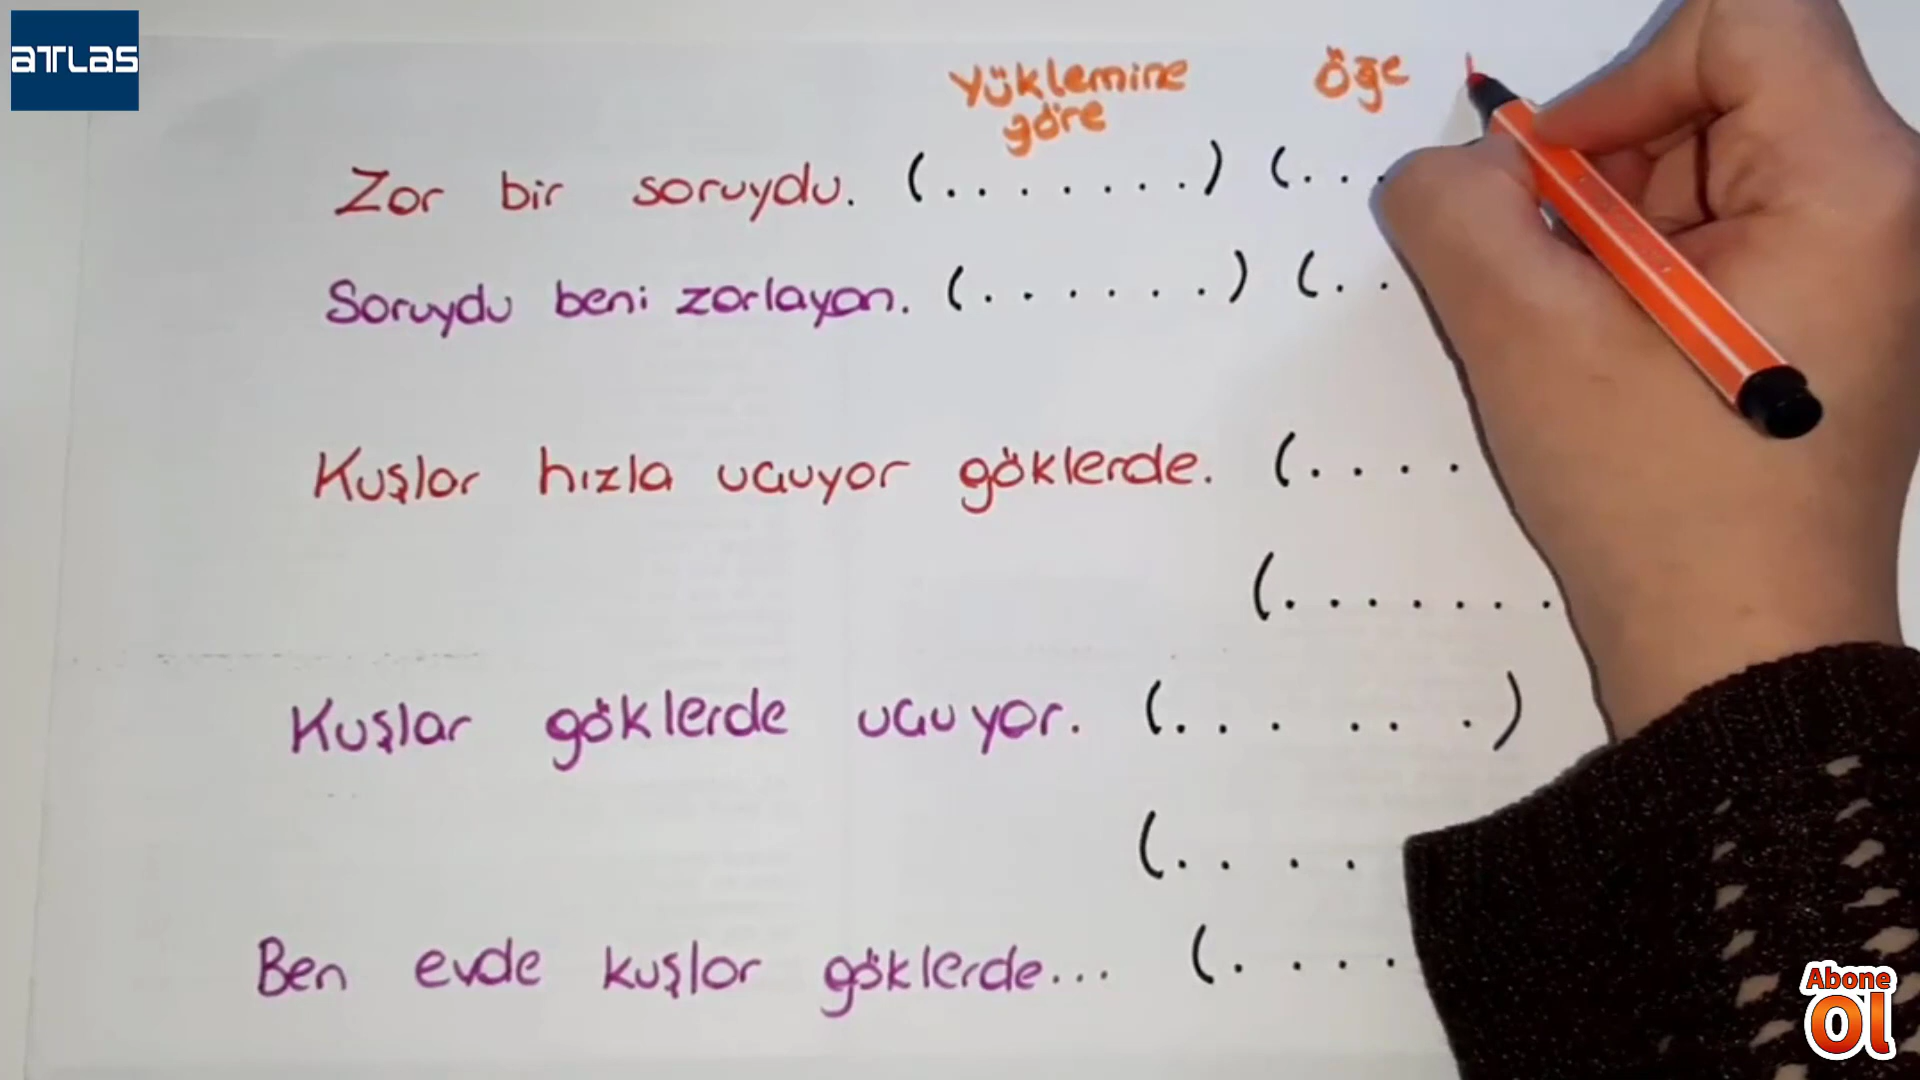 ATLAS
Yüklemine Öğe
göre
Zor bir soruydu. (.......) (...
Soruydu beni zorlayan. (......) (..
Kuşlar hızla uçuyor göklerde. (....
(.......
Kuşlar göklerde uçuyor. (......)
(....
Ben evde kuşlar göklerde... (....
Abone
Ol